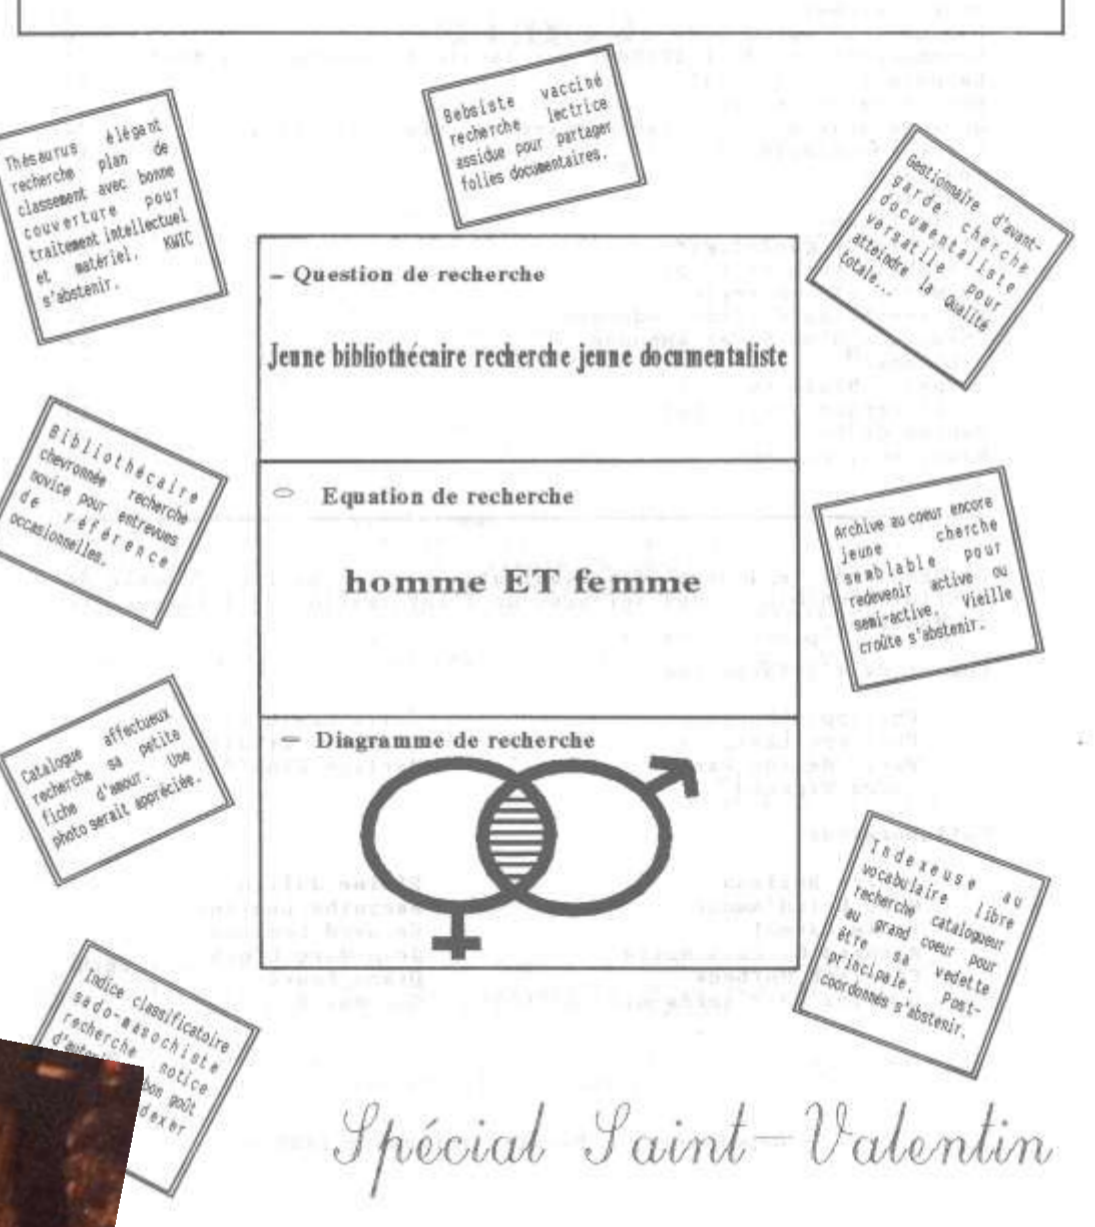 Thésaurus élégant
recherche plan de
classement avec bonne
couverture pour
traitement intellectuel
et matériel. KWIC
s'abstenir.
Bebsiste vacciné
recherche lectrice
assidue pour partager
folies documentaires.
Gestionnaire d'avant-
garde cherche
documentaliste
versatile pour
atteindre la Qualité
totale...
– Question de recherche
Jeune bibliothécaire recherche jeune documentaliste
Bibliothécaire
chevronnée recherche
novice pour entrevues
de référence
occasionnelles.
Equation de recherche
homme ET femme
Archive au coeur encore
jeune cherche
semblable pour
redevenir active ou
semi-active. Vieille
croûte s'abstenir.
Catalogue affectueux
recherche sa petite
fiche d'amour. Une
photo serait appréciée.
– Diagramme de recherche
Indexeuse au
vocabulaire libre
recherche catalogueur
au grand coeur pour
être sa vedette
principale. Post-
coordonnés s'abstenir.
Indice classificatoire
sado-masochiste
recherche notice
bon goût
Spécial Saint-Valentin